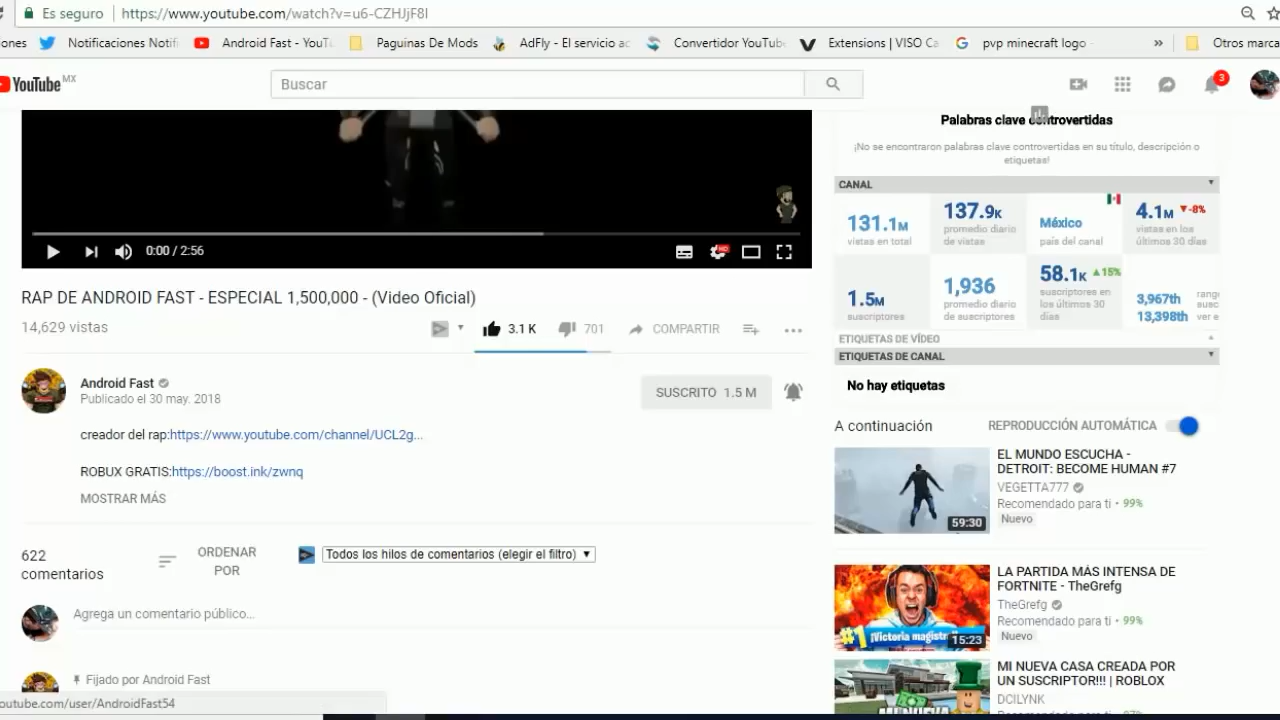 Es seguro | https://www.youtube.com/watch?v=u6-CZHJjF8I
ones Notificaciones Notifi Android Fast - YouTu Paguinas De Mods AdFly - El servicio ac Convertidor YouTube Extensions | VISO Ca pvp minecraft logo - » Otros marca
YouTube MX
Buscar
3
Palabras clave controvertidas
¡No se encontraron palabras clave controvertidas en su título, descripción o
etiquetas!
CANAL
131.1M
vistas en total
137.9K
promedio diario
de vistas
México
país del canal
4.1M ▼-8%
vistas en los
últimos 30 días
1.5M
suscriptores
1,936
promedio diario
de suscriptores
58.1K ▲15%
suscriptores en
los últimos 30
días
3,967th
13,398th
rang
susc
ver e
ETIQUETAS DE VÍDEO
ETIQUETAS DE CANAL
No hay etiquetas
0:00 / 2:56
HD
RAP DE ANDROID FAST - ESPECIAL 1,500,000 - (Video Oficial)
14,629 vistas
3.1 K
701
COMPARTIR
Android Fast
Publicado el 30 may. 2018
SUSCRITO 1.5 M
creador del rap:https://www.youtube.com/channel/UCL2g...
ROBUX GRATIS:https://boost.ink/zwnq
MOSTRAR MÁS
622
comentarios
ORDENAR
POR
Todos los hilos de comentarios (elegir el filtro) ▼
Agrega un comentario público...
Fijado por Android Fast
outube.com/user/AndroidFast54
A continuación
REPRODUCCIÓN AUTOMÁTICA
EL MUNDO ESCUCHA -
DETROIT: BECOME HUMAN #7
VEGETTA777
Recomendado para ti • 99%
Nuevo
59:30
LA PARTIDA MÁS INTENSA DE
FORTNITE - TheGrefg
TheGrefg
Recomendado para ti • 99%
Nuevo
#1 ¡Victoria magistr
15:23
MI NUEVA CASA CREADA POR
UN SUSCRIPTOR!!! | ROBLOX
DCILYNK